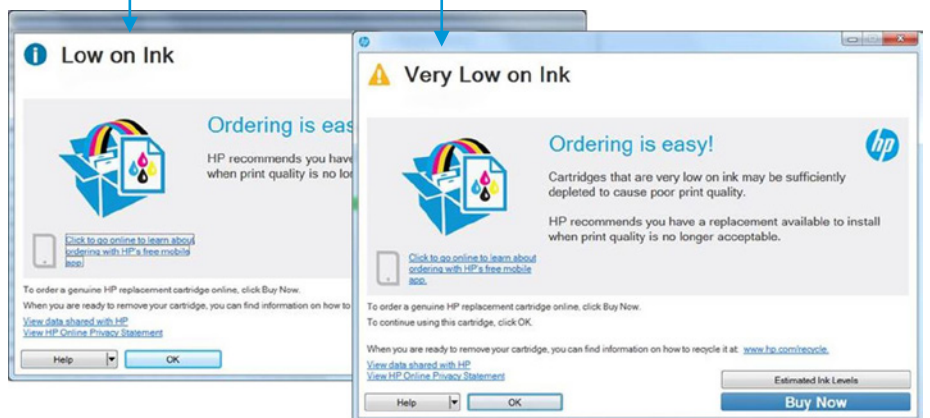 Low on Ink
Ordering is eas
HP recommends you have
when print quality is no lo
Click to go online to learn about
ordering with HP's free mobile
app.
To order a genuine HP replacement cartridge online, click Buy Now.
When you are ready to remove your cartridge, you can find information on how to
View data shared with HP
View HP Online Privacy Statement
Help
OK
Very Low on Ink
Ordering is easy!
hp
Cartridges that are very low on ink may be sufficiently
depleted to cause poor print quality.
HP recommends you have a replacement available to install
when print quality is no longer acceptable.
Click to go online to learn about
ordering with HP's free mobile
app.
To order a genuine HP replacement cartridge online, click Buy Now.
To continue using this cartridge, click OK.
When you are ready to remove your cartridge, you can find information on how to recycle it at: www.hp.com/recycle.
View data shared with HP
View HP Online Privacy Statement
Estimated Ink Levels
Help
OK
Buy Now